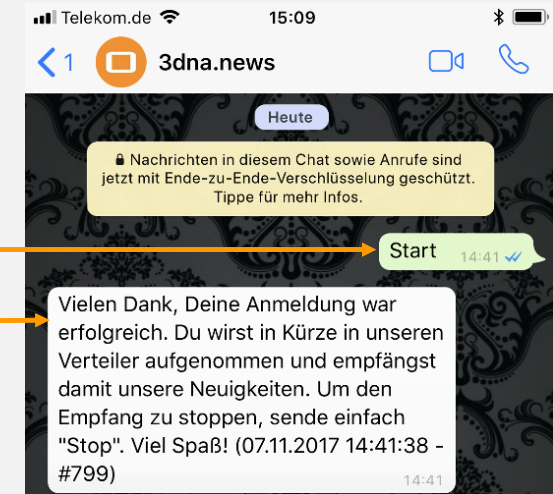 Telekom.de 15:09
1 3dna.news
Heute
Nachrichten in diesem Chat sowie Anrufe sind
jetzt mit Ende-zu-Ende-Verschlüsselung geschützt.
Tippe für mehr Infos.
Start 14:41
Vielen Dank, Deine Anmeldung war
erfolgreich. Du wirst in Kürze in unseren
Verteiler aufgenommen und empfängst
damit unsere Neuigkeiten. Um den
Empfang zu stoppen, sende einfach
"Stop". Viel Spaß! (07.11.2017 14:41:38 -
#799) 14:41